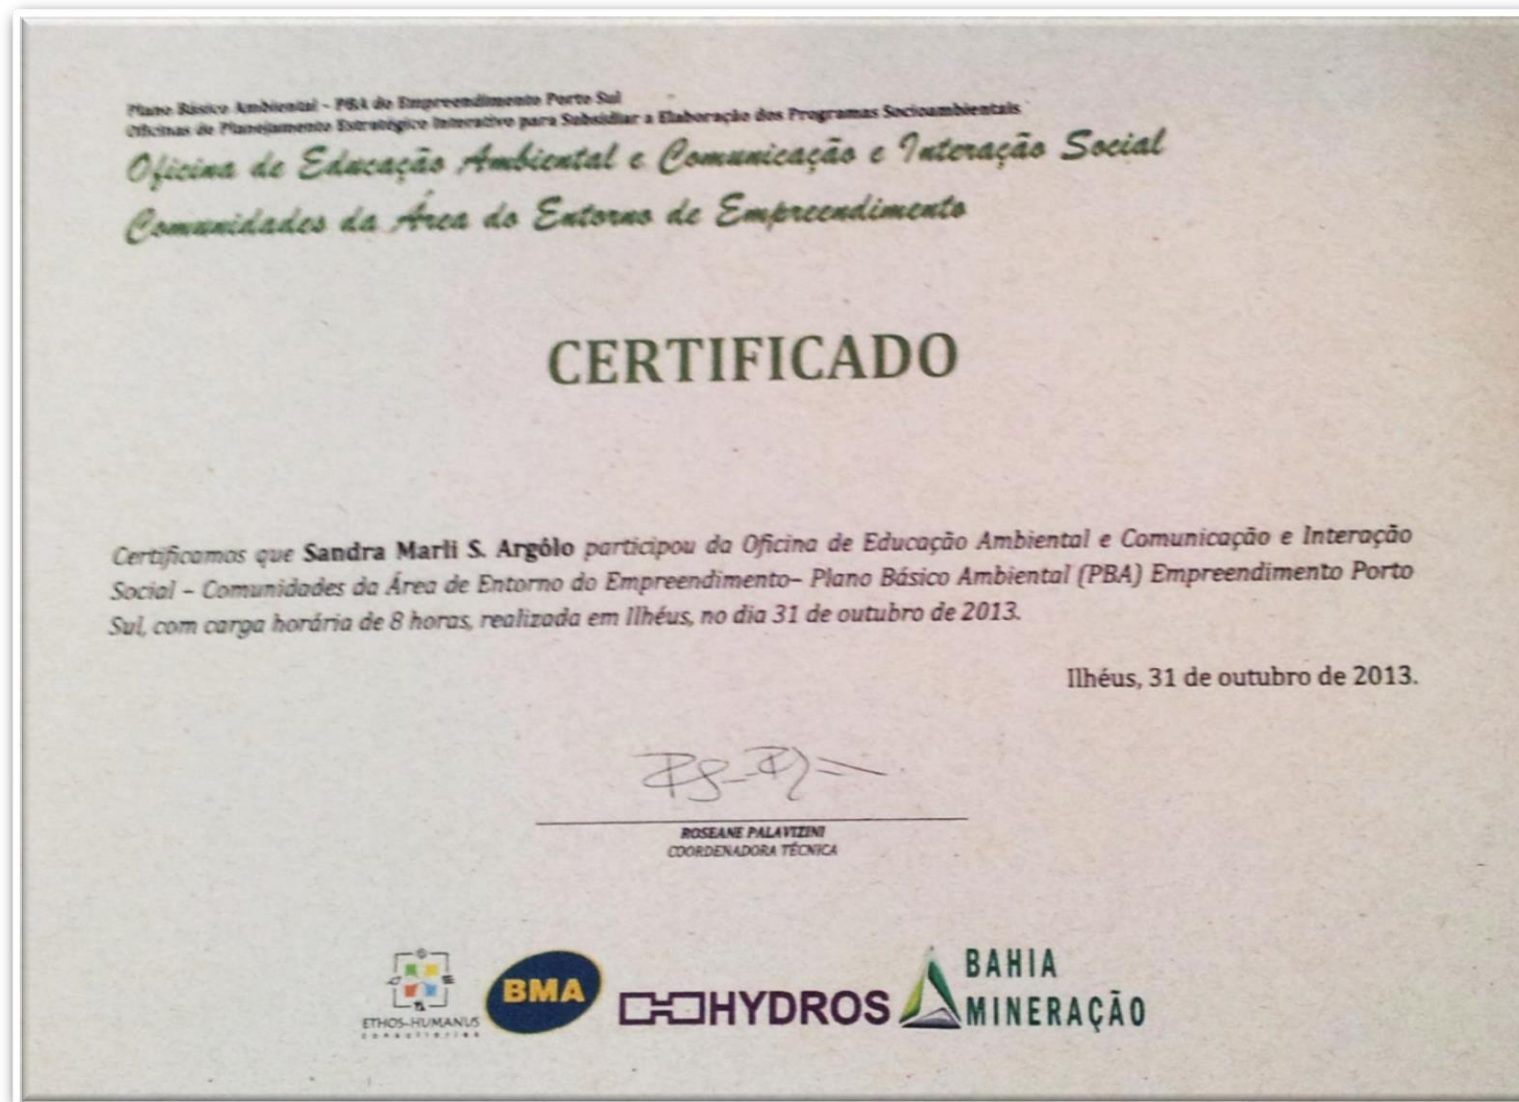 Plano Básico Ambiental – PBA do Empreendimento Porto Sul
Oficinas de Planejamento Estratégico Interativo para Subsidiar a Elaboração dos Programas Socioambientais
Oficina de Educação Ambiental e Comunicação e Interação Social
Comunidades da Área do Entorno de Empreendimento
CERTIFICADO
Certificamos que Sandra Marli S. Argôlo participou da Oficina de Educação Ambiental e Comunicação e Interação
Social – Comunidades da Área de Entorno do Empreendimento– Plano Básico Ambiental (PBA) Empreendimento Porto
Sul, com carga horária de 8 horas, realizada em Ilhéus, no dia 31 de outubro de 2013.
Ilhéus, 31 de outubro de 2013.
ROSEANE PALAVIZINI
COORDENADORA TÉCNICA
ETHOS-HUMANUS
consultorias
BMA
HYDROS
BAHIA
MINERAÇÃO